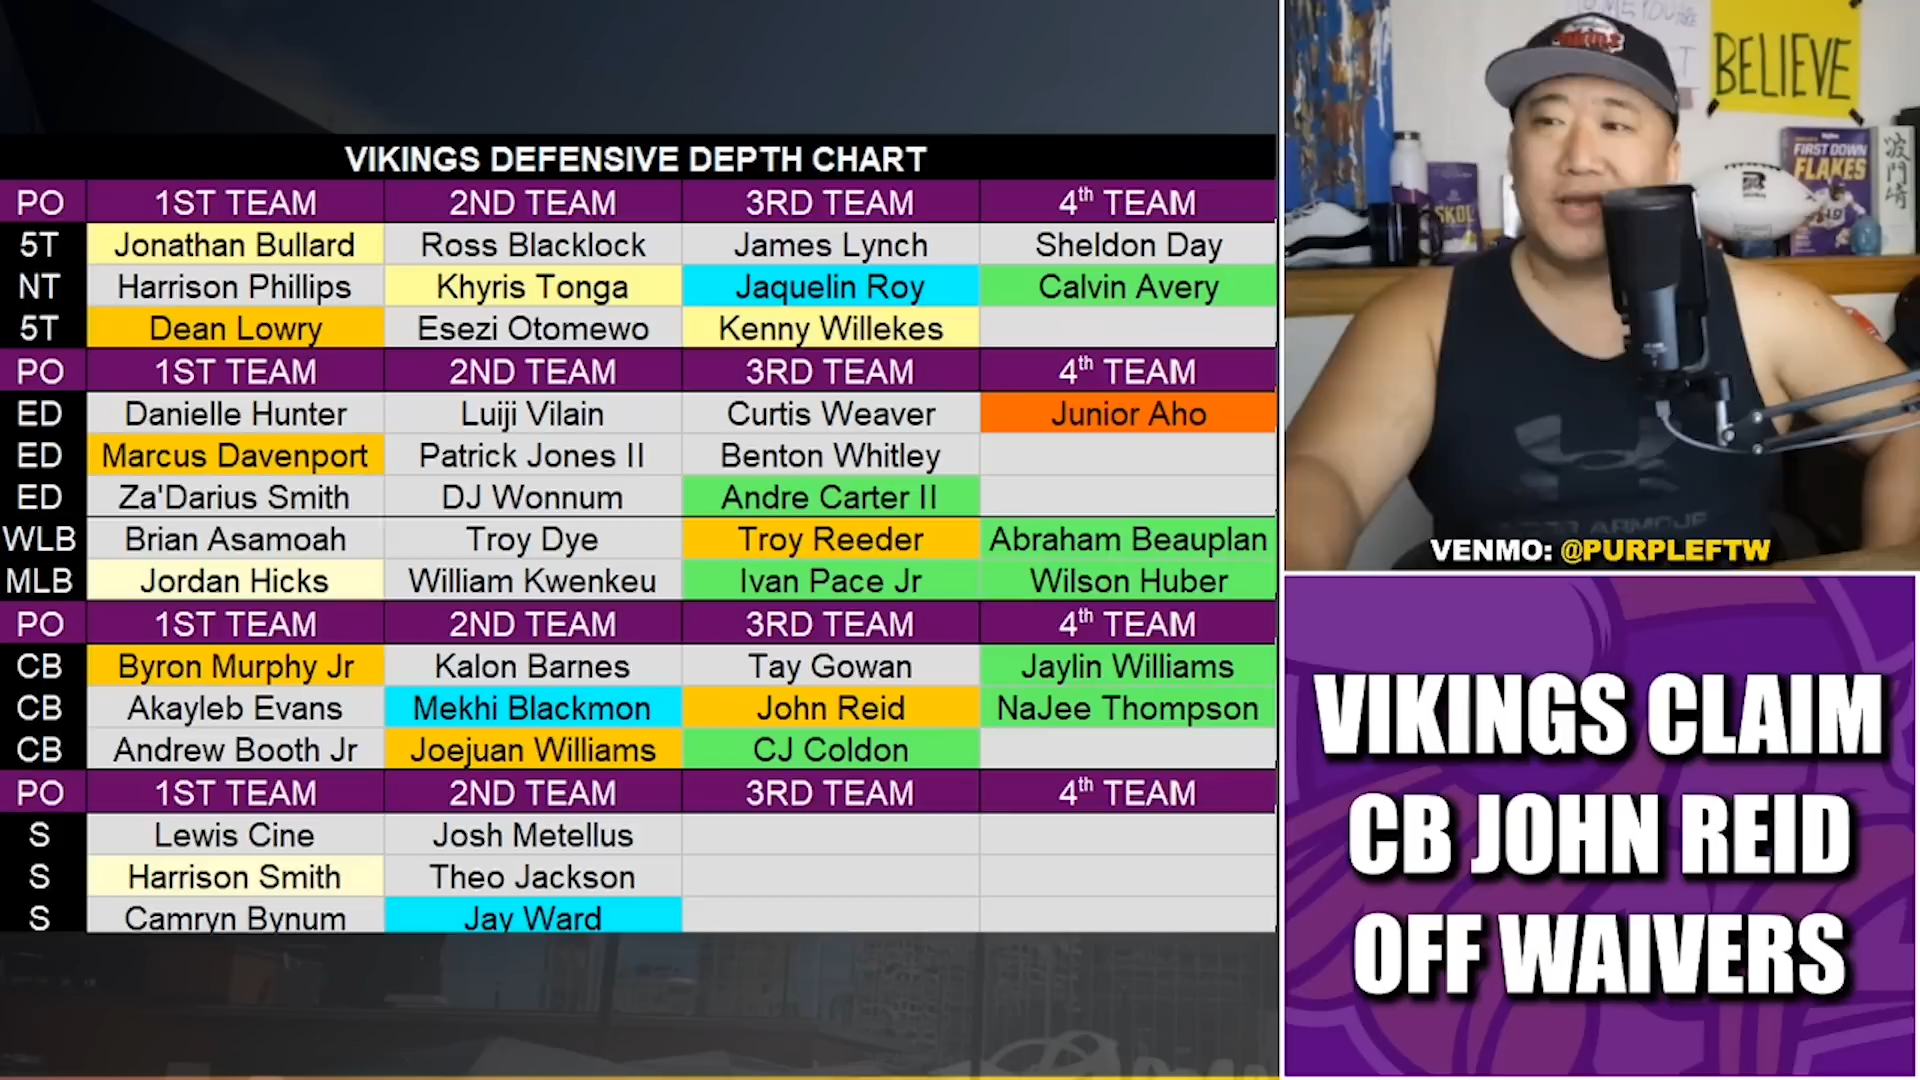 VIKINGS DEFENSIVE DEPTH CHART
PO 1ST TEAM 2ND TEAM 3RD TEAM 4th TEAM
5T Jonathan Bullard Ross Blacklock James Lynch Sheldon Day
NT Harrison Phillips Khyris Tonga Jaquelin Roy Calvin Avery
5T Dean Lowry Esezi Otomewo Kenny Willekes
PO 1ST TEAM 2ND TEAM 3RD TEAM 4th TEAM
ED Danielle Hunter Luiji Vilain Curtis Weaver Junior Aho
ED Marcus Davenport Patrick Jones II Benton Whitley
ED Za'Darius Smith DJ Wonnum Andre Carter II
WLB Brian Asamoah Troy Dye Troy Reeder Abraham Beauplan
MLB Jordan Hicks William Kwenkeu Ivan Pace Jr Wilson Huber
PO 1ST TEAM 2ND TEAM 3RD TEAM 4th TEAM
CB Byron Murphy Jr Kalon Barnes Tay Gowan Jaylin Williams
CB Akayleb Evans Mekhi Blackmon John Reid NaJee Thompson
CB Andrew Booth Jr Joejuan Williams CJ Coldon
PO 1ST TEAM 2ND TEAM 3RD TEAM 4th TEAM
S Lewis Cine Josh Metellus
S Harrison Smith Theo Jackson
S Camryn Bynum Jay Ward
BELIEVE
FIRST DOWN
FLAKES
SKOL
VENMO: @PURPLEFTW
VIKINGS CLAIM
CB JOHN REID
OFF WAIVERS